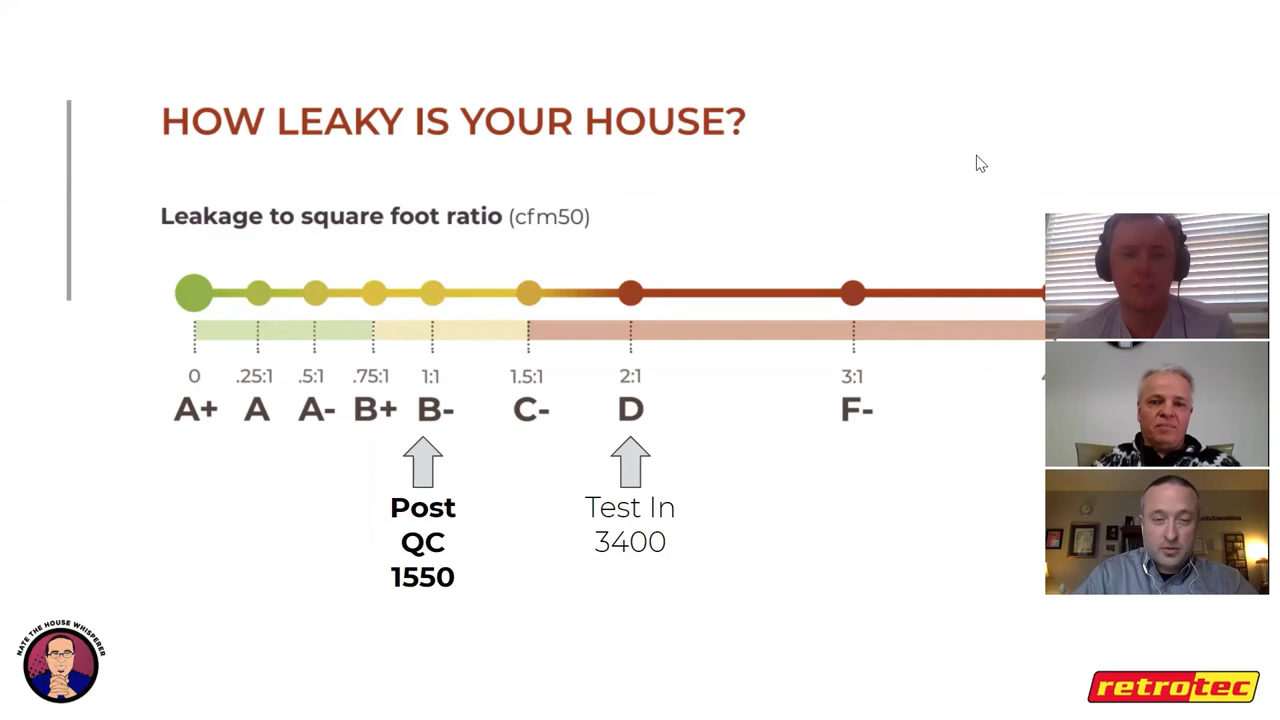 HOW LEAKY IS YOUR HOUSE?
Leakage to square foot ratio (cfm50)
0 .25:1 .5:1 .75:1 1:1 1.5:1 2:1 3:1
A+ A A- B+ B- C- D F-
Post
QC
1550
Test In
3400
NATE THE HOUSE WHISPERER
retrotec